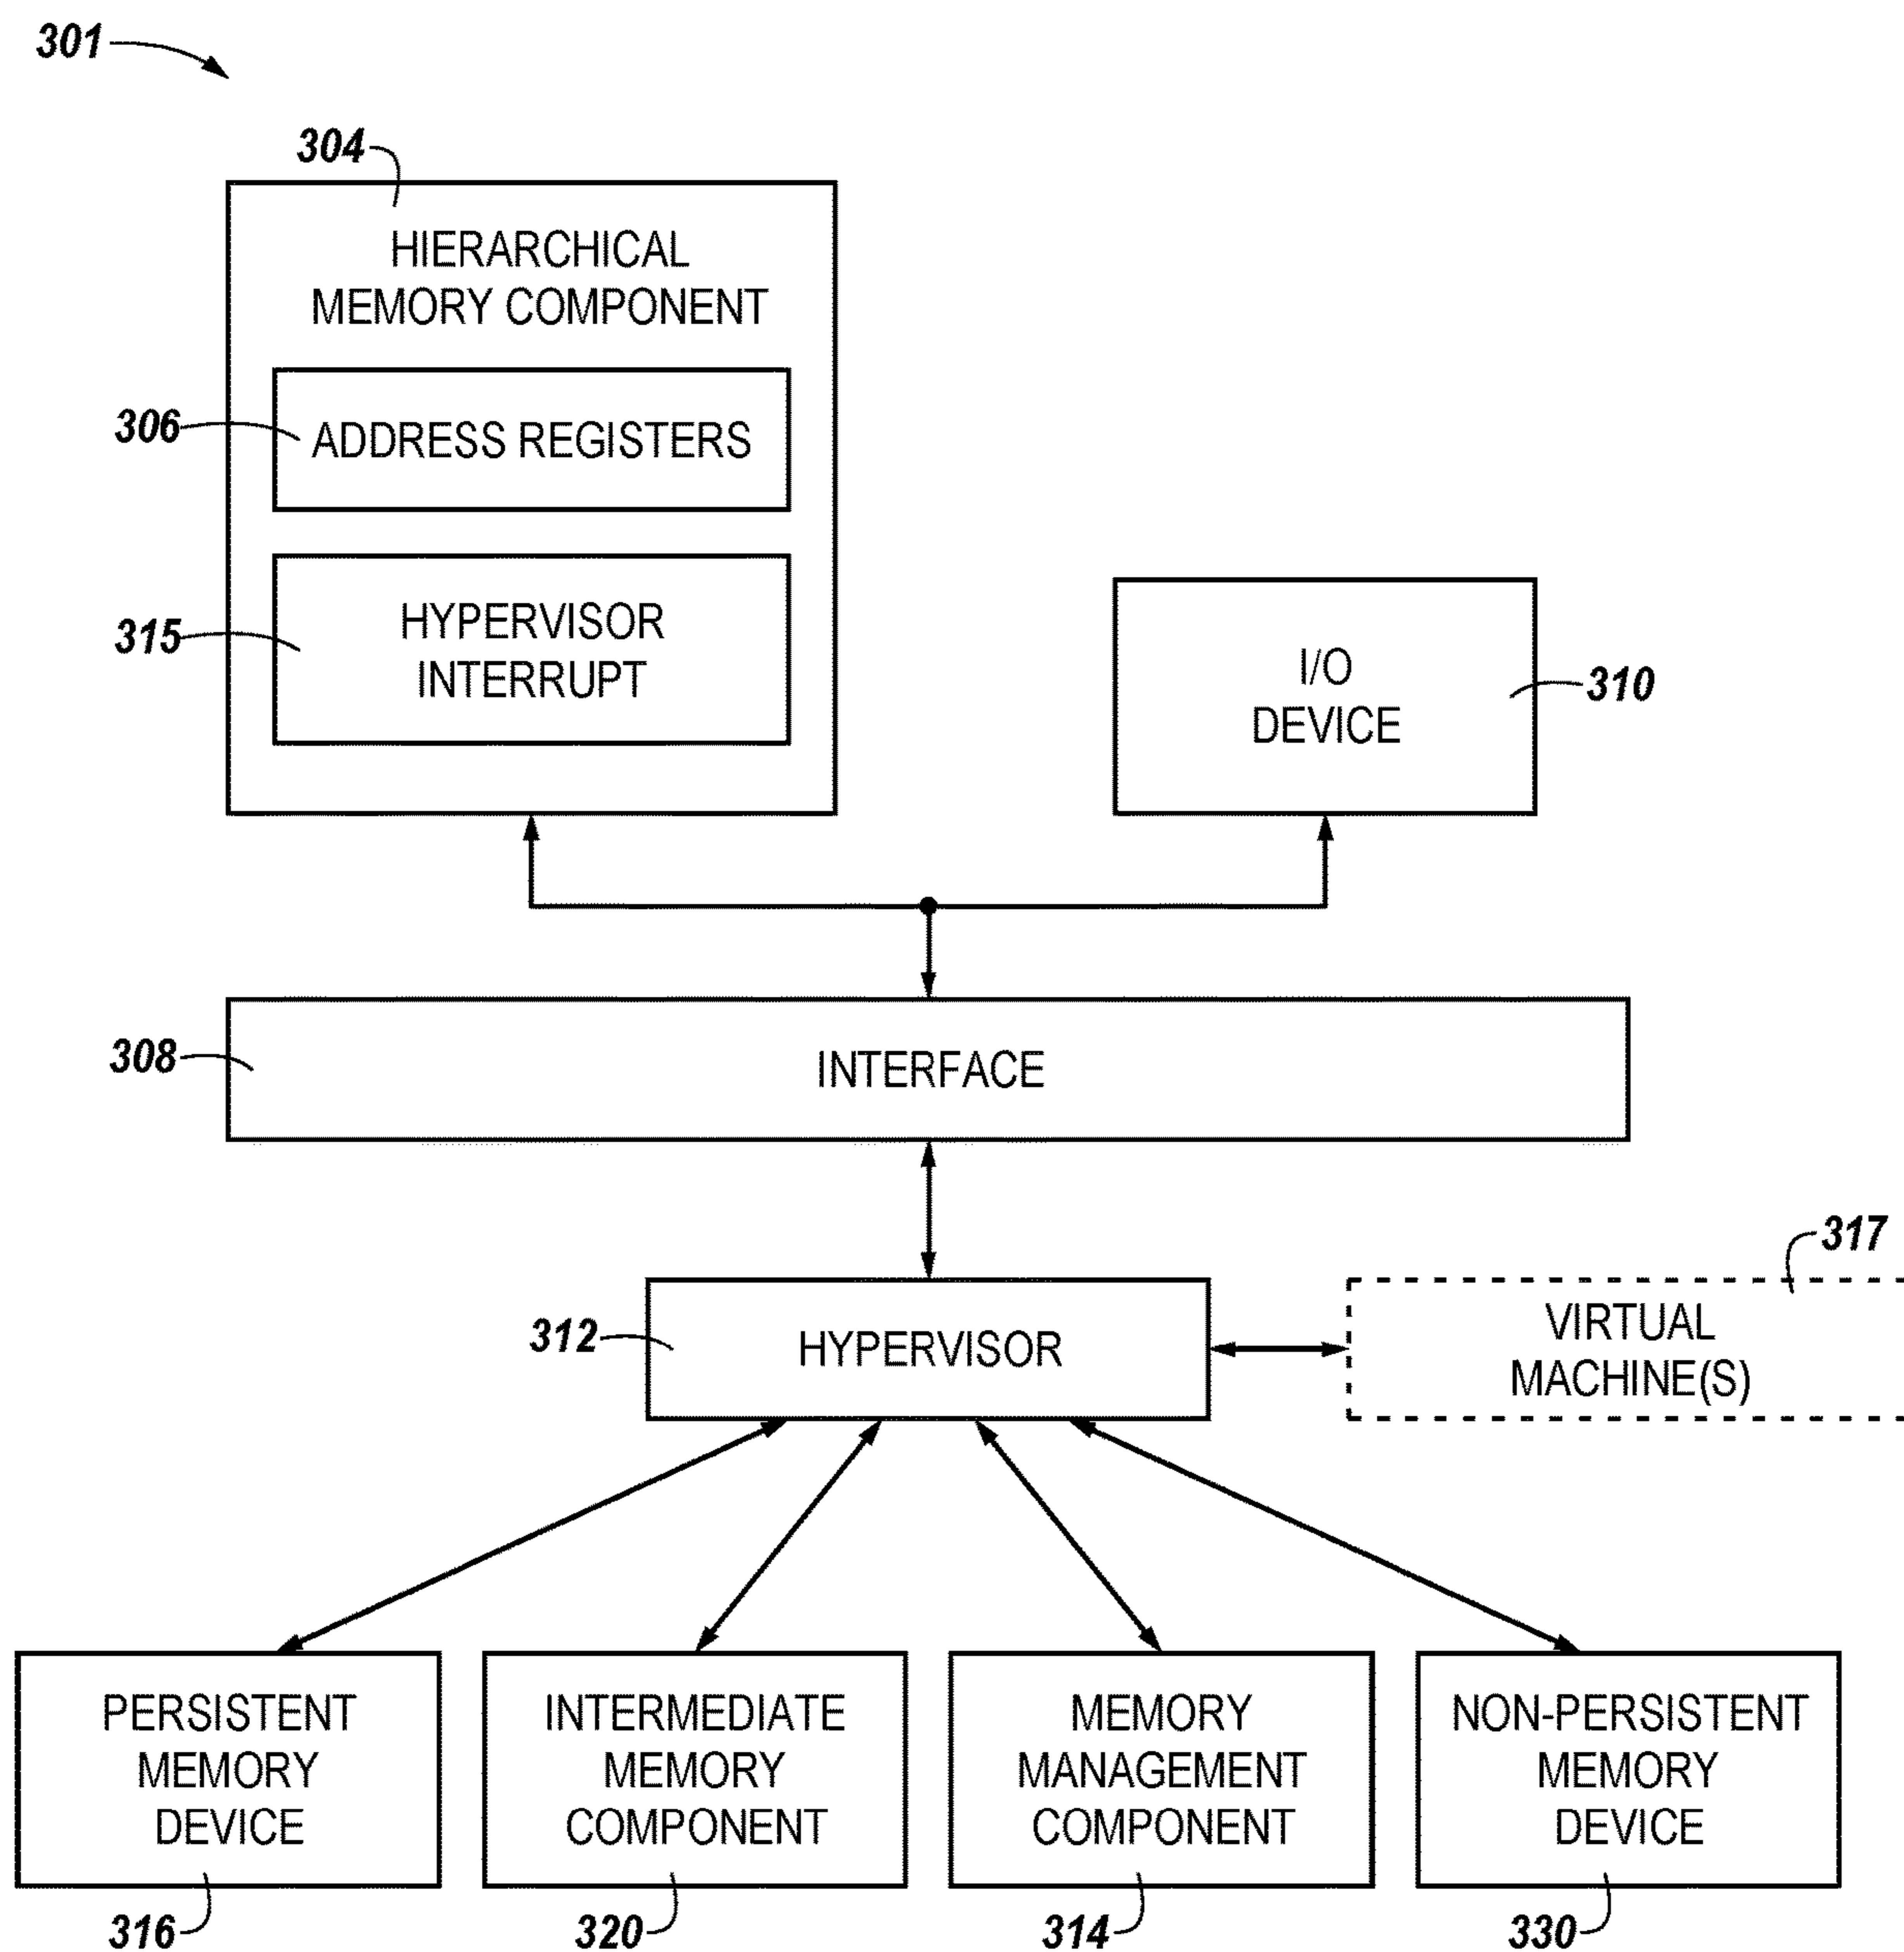 301
304
HIERARCHICAL
MEMORY COMPONENT
306
ADDRESS REGISTERS
315
HYPERVISOR
INTERRUPT
I/O
DEVICE
310
308
INTERFACE
317
312
HYPERVISOR
VIRTUAL
MACHINE(S)
PERSISTENT
MEMORY
DEVICE
INTERMEDIATE
MEMORY
COMPONENT
MEMORY
MANAGEMENT
COMPONENT
NON-PERSISTENT
MEMORY
DEVICE
316
320
314
330